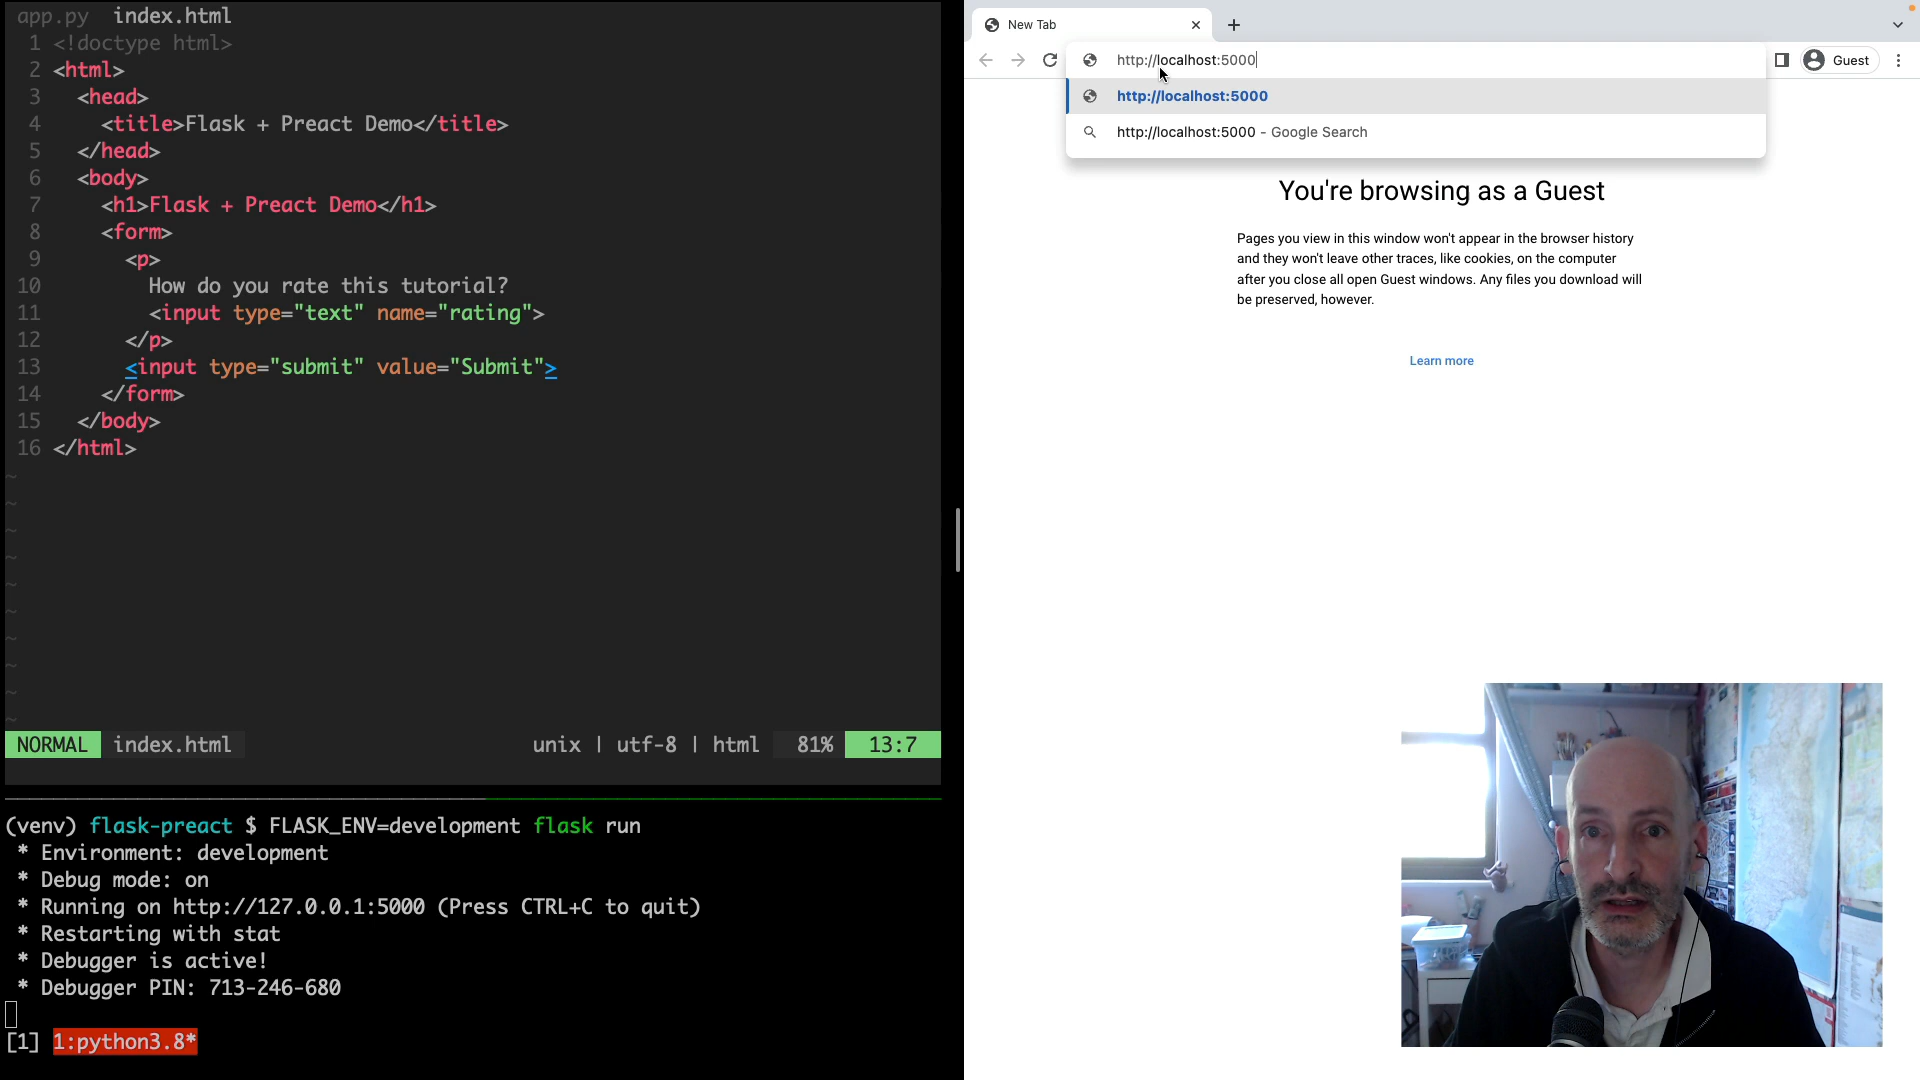 app.py index.html
1 <!doctype html>
2 <html>
3 <head>
4 <title>Flask + Preact Demo</title>
5 </head>
6 <body>
7 <h1>Flask + Preact Demo</h1>
8 <form>
9 <p>
10 How do you rate this tutorial?
11 <input type="text" name="rating">
12 </p>
13 <input type="submit" value="Submit">
14 </form>
15 </body>
16 </html>
~
~
~
~
~
~
~
~
~
~
NORMAL index.html unix | utf-8 | html 81% 13:7
(venv) flask-preact $ FLASK_ENV=development flask run
* Environment: development
* Debug mode: on
* Running on http://127.0.0.1:5000 (Press CTRL+C to quit)
* Restarting with stat
* Debugger is active!
* Debugger PIN: 713-246-680
[1] 1:python3.8*
New Tab
http://localhost:5000
Guest
http://localhost:5000
http://localhost:5000 - Google Search
You're browsing as a Guest
Pages you view in this window won't appear in the browser history
and they won't leave other traces, like cookies, on the computer
after you close all open Guest windows. Any files you download will
be preserved, however.
Learn more